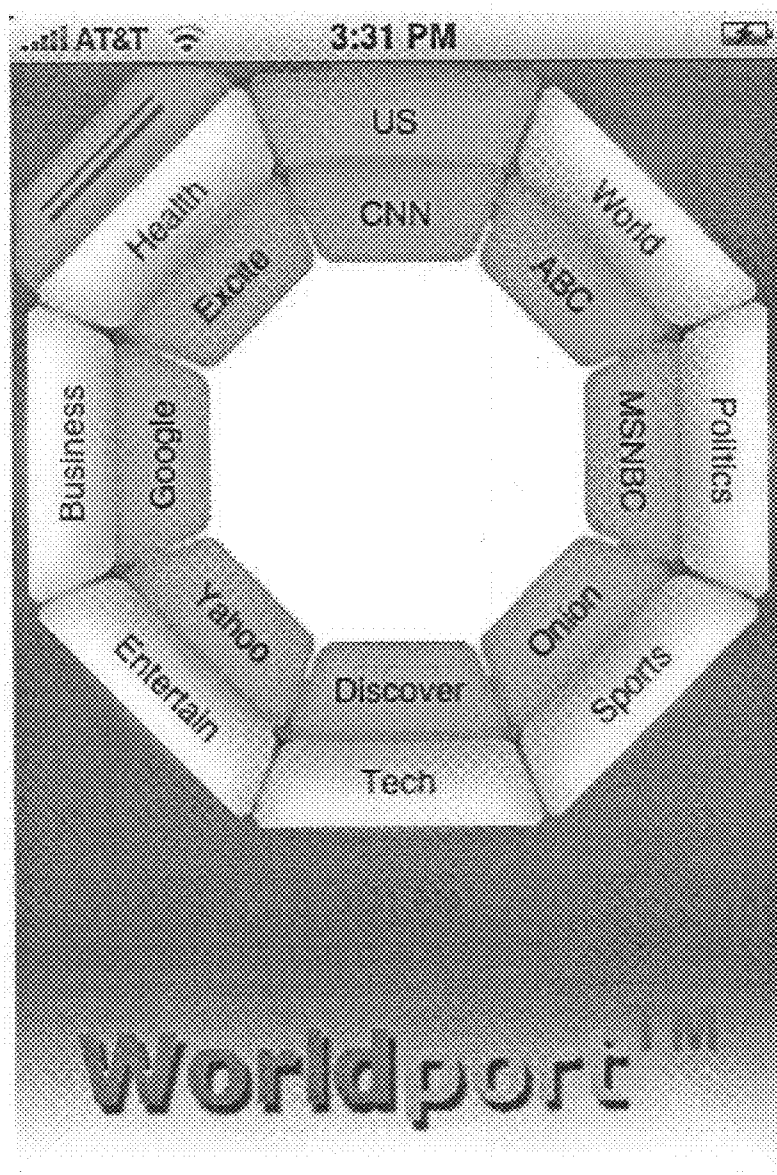 AT&T 3:31 PM
US
CNN
World
ABC
Politics
MSNBC
Sports
Onion
Tech
Discover
Entertain
Yahoo
Business
Google
Health
Excite
Worldport TM